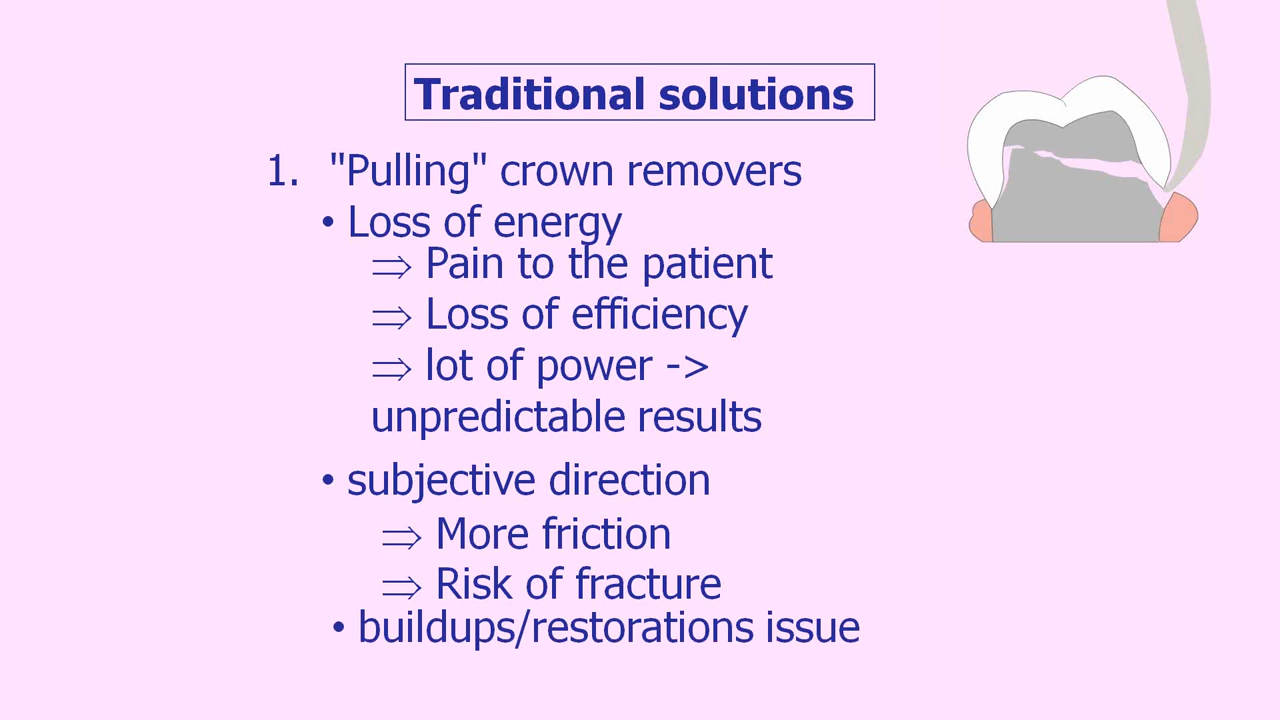 Traditional solutions
1. "Pulling" crown removers
• Loss of energy
⇒ Pain to the patient
⇒ Loss of efficiency
⇒ lot of power ->
unpredictable results
• subjective direction
⇒ More friction
⇒ Risk of fracture
• buildups/restorations issue